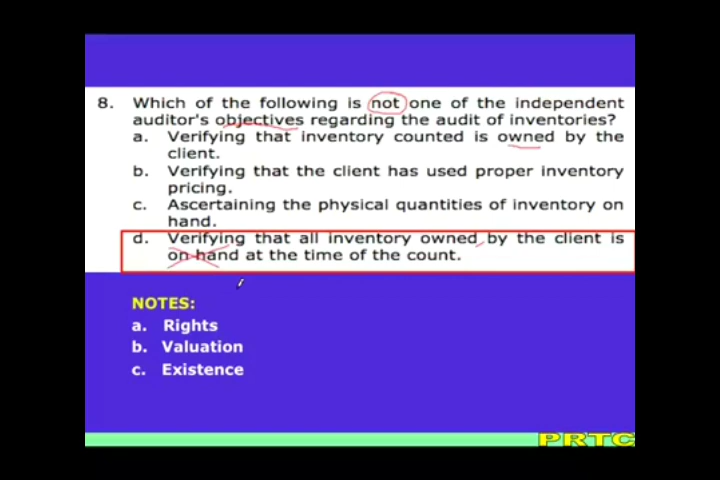 8. Which of the following is not one of the independent
auditor's objectives regarding the audit of inventories?
a. Verifying that inventory counted is owned by the
client.
b. Verifying that the client has used proper inventory
pricing.
c. Ascertaining the physical quantities of inventory on
hand.
d. Verifying that all inventory owned by the client is
on hand at the time of the count.
NOTES:
a. Rights
b. Valuation
c. Existence
PRTC